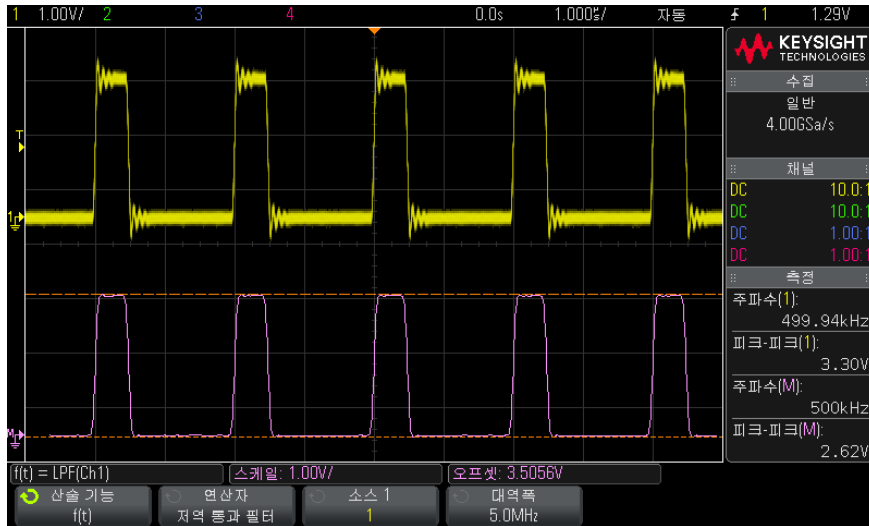 1 1.00V/ 2 3 4 0.0s 1.000㎲/ 자동 1 1.29V
KEYSIGHT
TECHNOLOGIES
수집
일반
4.00GSa/s
채널
DC 10.0:1
DC 10.0:1
DC 1.00:1
DC 1.00:1
측정
주파수(1):
499.94kHz
피크-피크(1):
3.30V
주파수(M):
500kHz
피크-피크(M):
2.62V
T
1
M
f(t) = LPF(Ch1) 스케일: 1.00V/ 오프셋: 3.5056V
산술 기능 연산자 소스 1 대역폭
f(t) 저역 통과 필터 1 5.0MHz